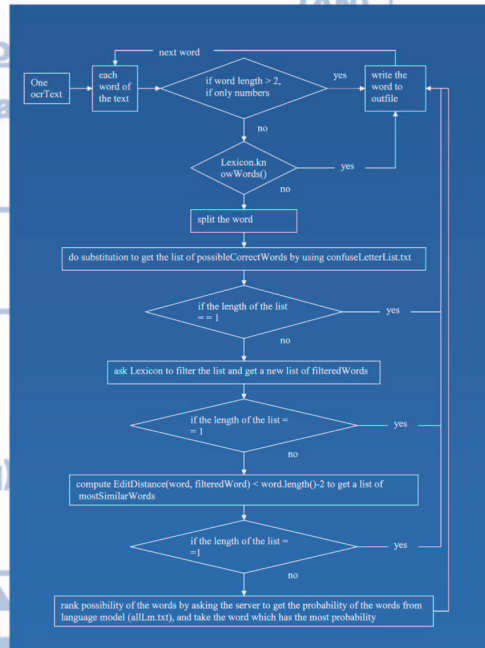 next word
One
ocrText
each
word of
the text
if word length > 2,
if only numbers
yes
write the
word to
outfile
no
Lexicon.kn
owWords()
yes
no
split the word
do substitution to get the list of possibleCorrectWords by using confuseLetterList.txt
if the length of the list
= = 1
yes
no
ask Lexicon to filter the list and get a new list of filteredWords
if the length of the list =
= 1
yes
no
compute EditDistance(word, filteredWord) < word.length()-2 to get a list of
mostSimilarWords
if the length of the list =
=1
yes
no
rank possibility of the words by asking the server to get the probability of the words from
language model (allLm.txt), and take the word which has the most probability